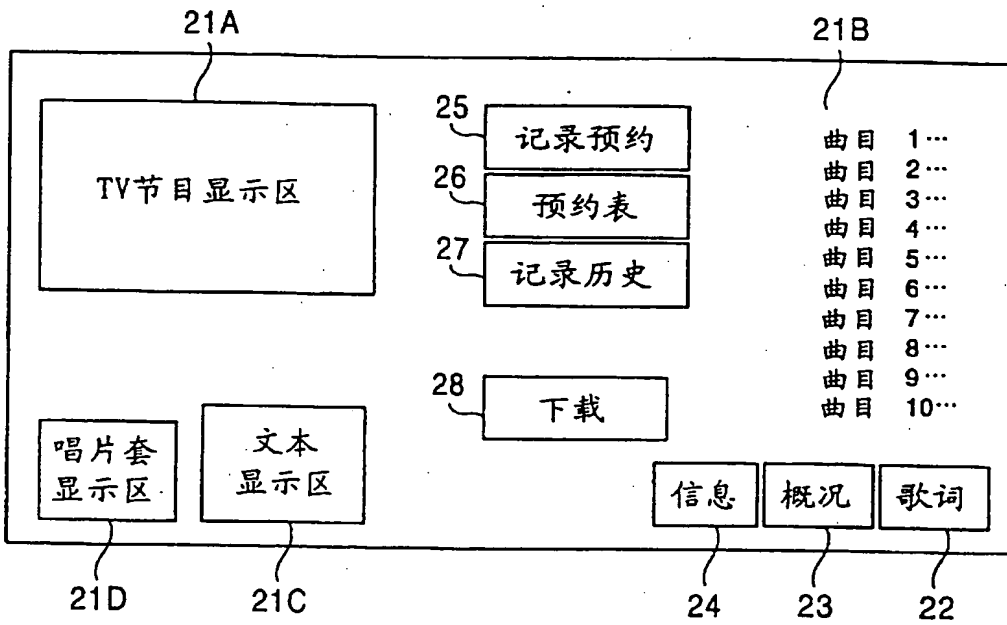 21A
21B
25
记录预约
TV节目显示区
26
预约表
27
记录历史
曲目 1…
曲目 2…
曲目 3…
曲目 4…
曲目 5…
曲目 6…
曲目 7…
曲目 8…
曲目 9…
曲目 10…
28
下载
唱片套
显示区
文本
显示区
信息
概况
歌词
21D
21C
24
23
22